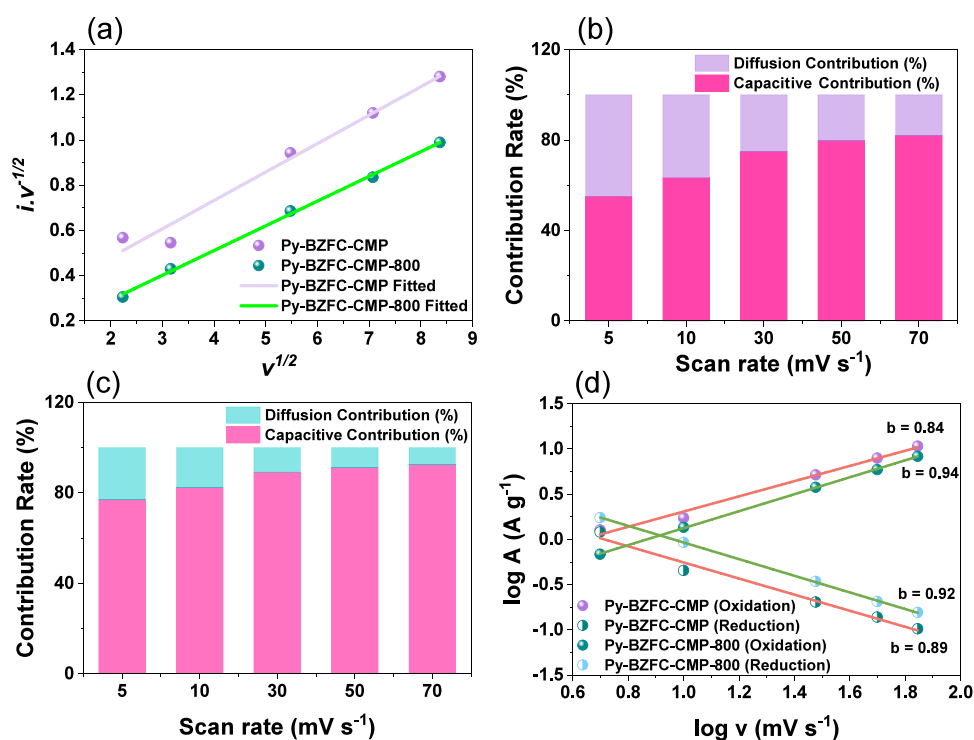 (a)
1.4
1.2
1.0
0.8
0.6
0.4
0.2
i.v⁻¹/²
Py-BZFC-CMP
Py-BZFC-CMP-800
Py-BZFC-CMP Fitted
Py-BZFC-CMP-800 Fitted
2 3 4 5 6 7 8 9
v¹/²
(b)
120
80
40
0
Contribution Rate (%)
Diffusion Contribution (%)
Capacitive Contribution (%)
5 10 30 50 70
Scan rate (mV s⁻¹)
(c)
120
80
40
0
Contribution Rate (%)
Diffusion Contribution (%)
Capacitive Contribution (%)
5 10 30 50 70
Scan rate (mV s⁻¹)
(d)
1.5
1.0
0.5
0.0
-0.5
-1.0
-1.5
log A (A g⁻¹)
b = 0.84
b = 0.94
b = 0.92
b = 0.89
Py-BZFC-CMP (Oxidation)
Py-BZFC-CMP (Reduction)
Py-BZFC-CMP-800 (Oxidation)
Py-BZFC-CMP-800 (Reduction)
0.6 0.8 1.0 1.2 1.4 1.6 1.8 2.0
log ν (mV s⁻¹)